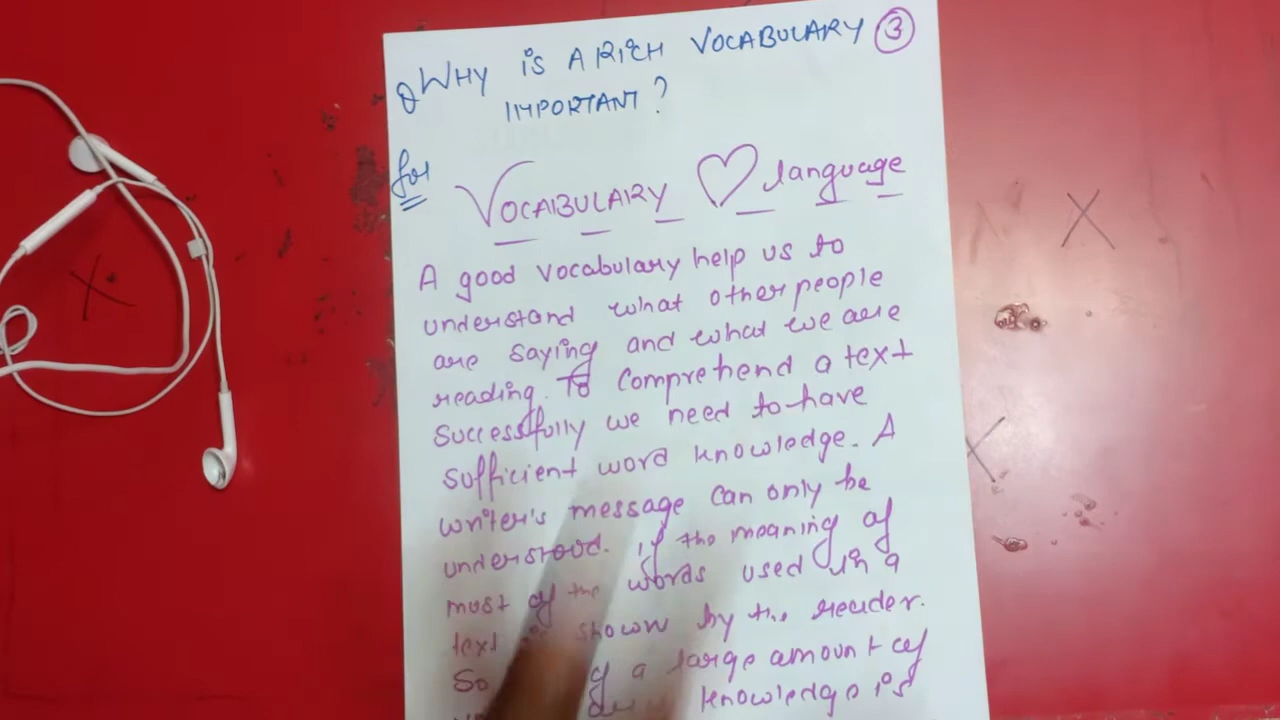 Q WHY is A RicH VOCABULARY 3
IMPORTANT?
for VOCABULARY ♡ language
A good vocabulary help us to
understand what other people
are saying and what we are
reading. To comprehend a text
successfully we need to have
sufficient word knowledge. A
writer's message can only be
understood. if the meaning of
most of the words used in a
text shown by the reader.
So a large amount of
knowledge is